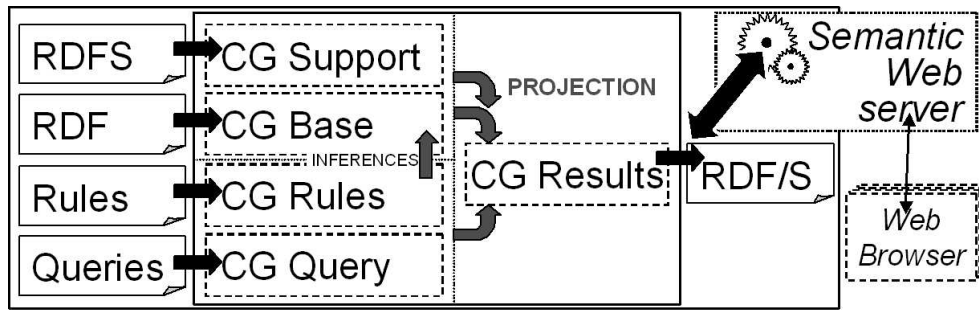 RDFS
CG Support
PROJECTION
Semantic
Web
server
RDF
CG Base
INFERENCES
CG Results
RDF/S
Rules
CG Rules
Web
Browser
Queries
CG Query